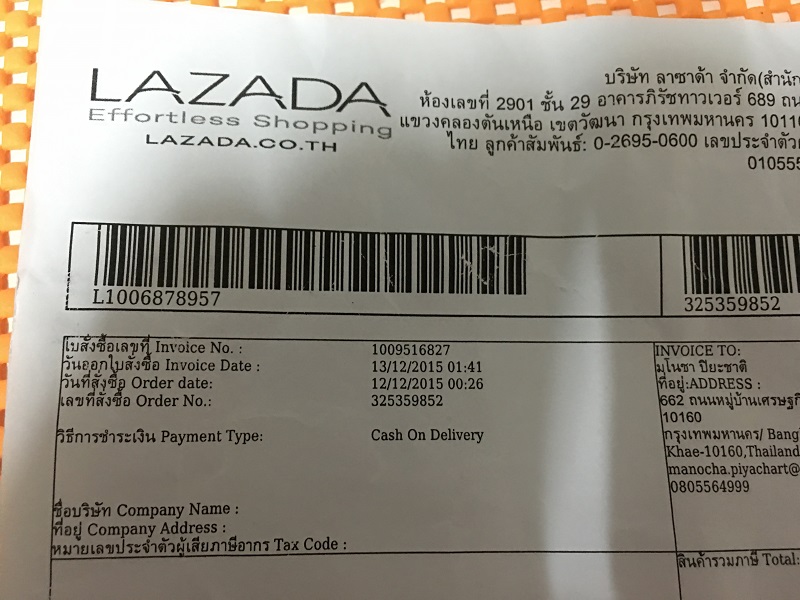 LAZADA
Effortless Shopping
LAZADA.CO.TH
บริษัท ลาซาด้า จำกัด(สำนัก
ห้องเลขที่ 2901 ชั้น 29 อาคารภิรัชทาวเวอร์ 689 ถน
แขวงคลองตันเหนือ เขตวัฒนา กรุงเทพมหานคร 10110
ไทย ลูกค้าสัมพันธ์: 0-2695-0600 เลขประจำตัว
010555
L1006878957
325359852
ใบสั่งซื้อเลขที่ Invoice No. : 1009516827
วันออกใบสั่งซื้อ Invoice Date : 13/12/2015 01:41
วันที่สั่งซื้อ Order date: 12/12/2015 00:26
เลขที่สั่งซื้อ Order No.: 325359852
วิธีการชำระเงิน Payment Type: Cash On Delivery
ชื่อบริษัท Company Name :
ที่อยู่ Company Address :
หมายเลขประจำตัวผู้เสียภาษีอากร Tax Code :
INVOICE TO:
มโนชา ปิยะชาติ
ที่อยู่:ADDRESS :
662 ถนนหมู่บ้านเศรษฐกิ
10160
กรุงเทพมหานคร/ Bang
Khae-10160,Thailand
manocha.piyachart@
0805564999
สินค้ารวมภาษี Total: